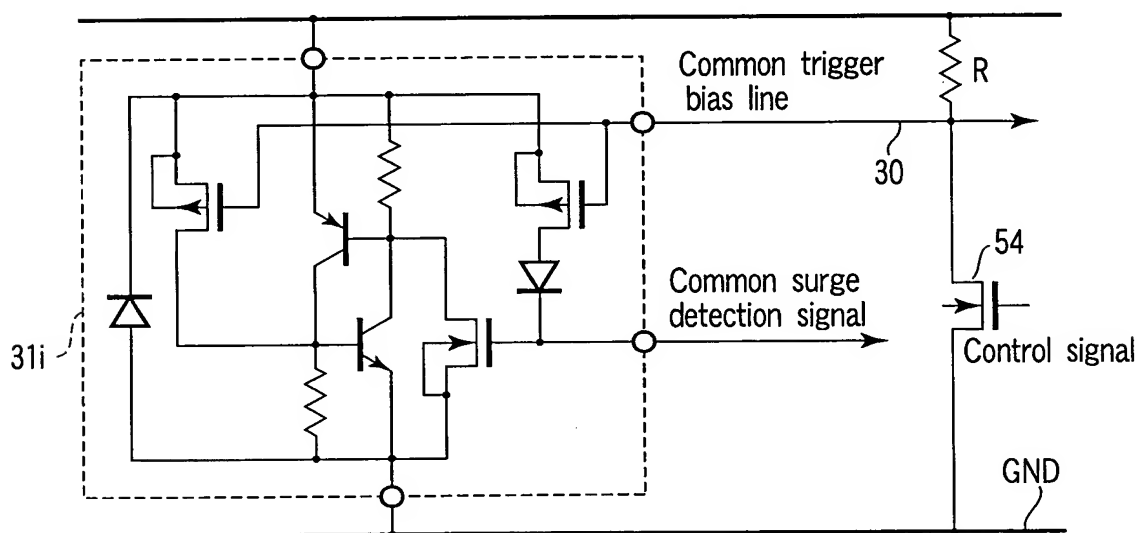 Common trigger
bias line
R
30
54
Common surge
detection signal
Control signal
31i
GND